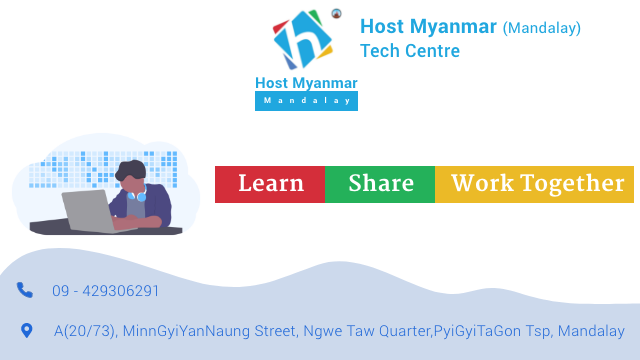 Host Myanmar (Mandalay)
Tech Centre
Host Myanmar
Mandalay
Learn Share Work Together
09 - 429306291
A(20/73), MinnGyiYanNaung Street, Ngwe Taw Quarter,PyiGyiTaGon Tsp, Mandalay